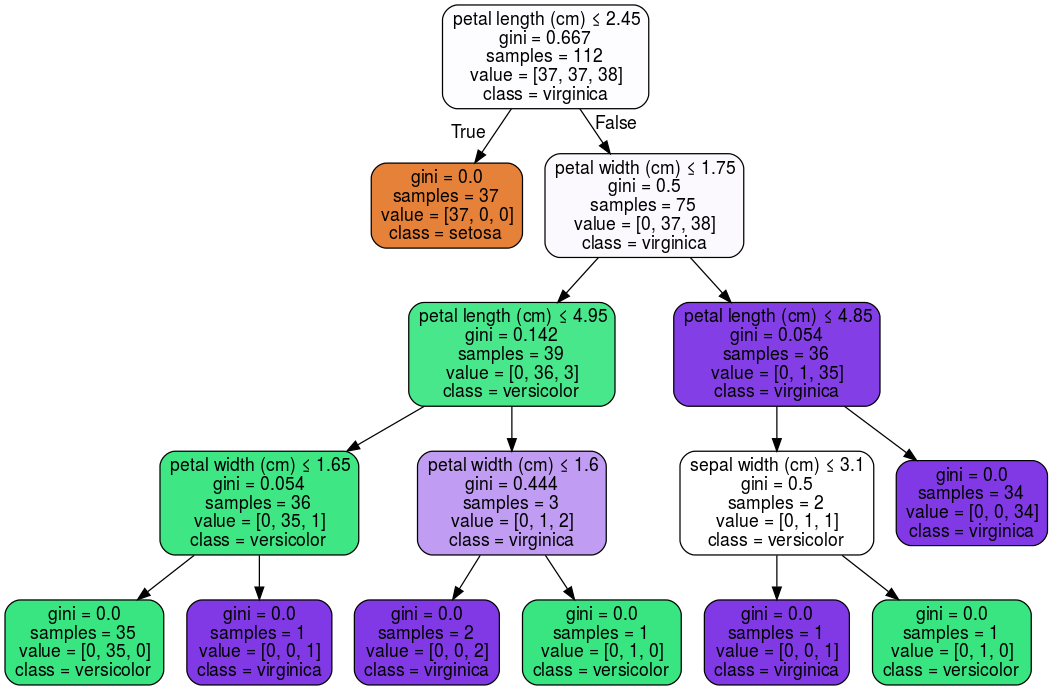 petal length (cm) ≤ 2.45
gini = 0.667
samples = 112
value = [37, 37, 38]
class = virginica
True
False
gini = 0.0
samples = 37
value = [37, 0, 0]
class = setosa
petal width (cm) ≤ 1.75
gini = 0.5
samples = 75
value = [0, 37, 38]
class = virginica
petal length (cm) ≤ 4.95
gini = 0.142
samples = 39
value = [0, 36, 3]
class = versicolor
petal length (cm) ≤ 4.85
gini = 0.054
samples = 36
value = [0, 1, 35]
class = virginica
petal width (cm) ≤ 1.65
gini = 0.054
samples = 36
value = [0, 35, 1]
class = versicolor
petal width (cm) ≤ 1.6
gini = 0.444
samples = 3
value = [0, 1, 2]
class = virginica
sepal width (cm) ≤ 3.1
gini = 0.5
samples = 2
value = [0, 1, 1]
class = versicolor
gini = 0.0
samples = 34
value = [0, 0, 34]
class = virginica
gini = 0.0
samples = 35
value = [0, 35, 0]
class = versicolor
gini = 0.0
samples = 1
value = [0, 0, 1]
class = virginica
gini = 0.0
samples = 2
value = [0, 0, 2]
class = virginica
gini = 0.0
samples = 1
value = [0, 1, 0]
class = versicolor
gini = 0.0
samples = 1
value = [0, 0, 1]
class = virginica
gini = 0.0
samples = 1
value = [0, 1, 0]
class = versicolor